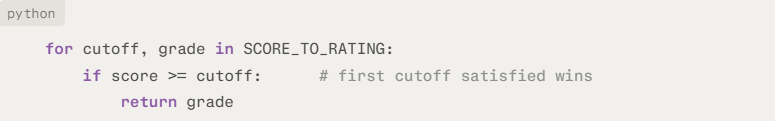 python
for cutoff, grade in SCORE_TO_RATING:
if score >= cutoff:      # first cutoff satisfied wins
return grade